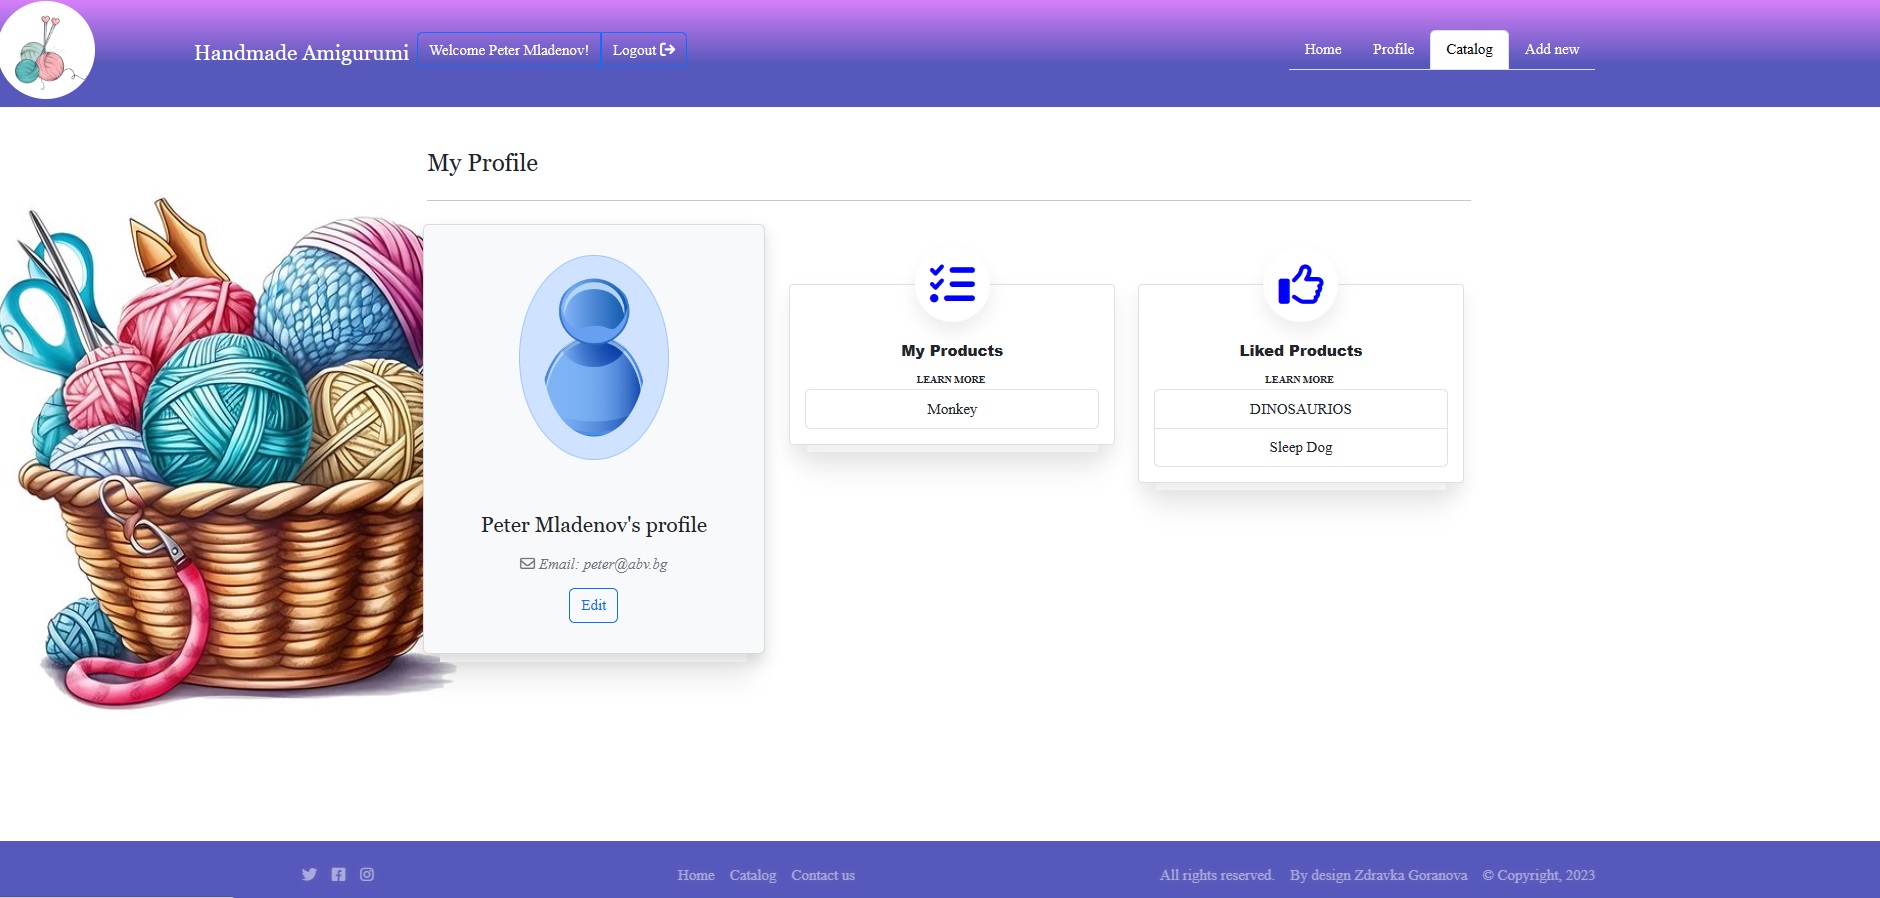 Handmade Amigurumi Welcome Peter Mladenov! Logout Home Profile Catalog Add new
My Profile
My Products
LEARN MORE
Monkey
Liked Products
LEARN MORE
DINOSAURIOS
Sleep Dog
Peter Mladenov's profile
Email: peter@abv.bg
Edit
Home Catalog Contact us All rights reserved. By design Zdravka Goranova © Copyright, 2023